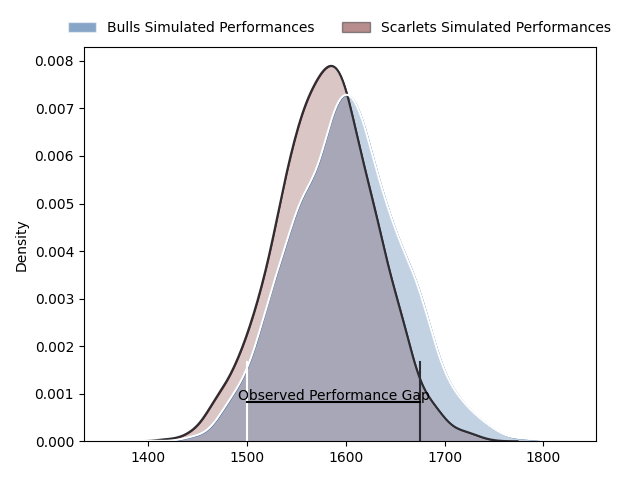 Bulls Simulated Performances Scarlets Simulated Performances
0.008
0.007
0.006
0.005
0.004
0.003
0.002
0.001
0.000
Density
Observed Performance Gap
1400 1500 1600 1700 1800